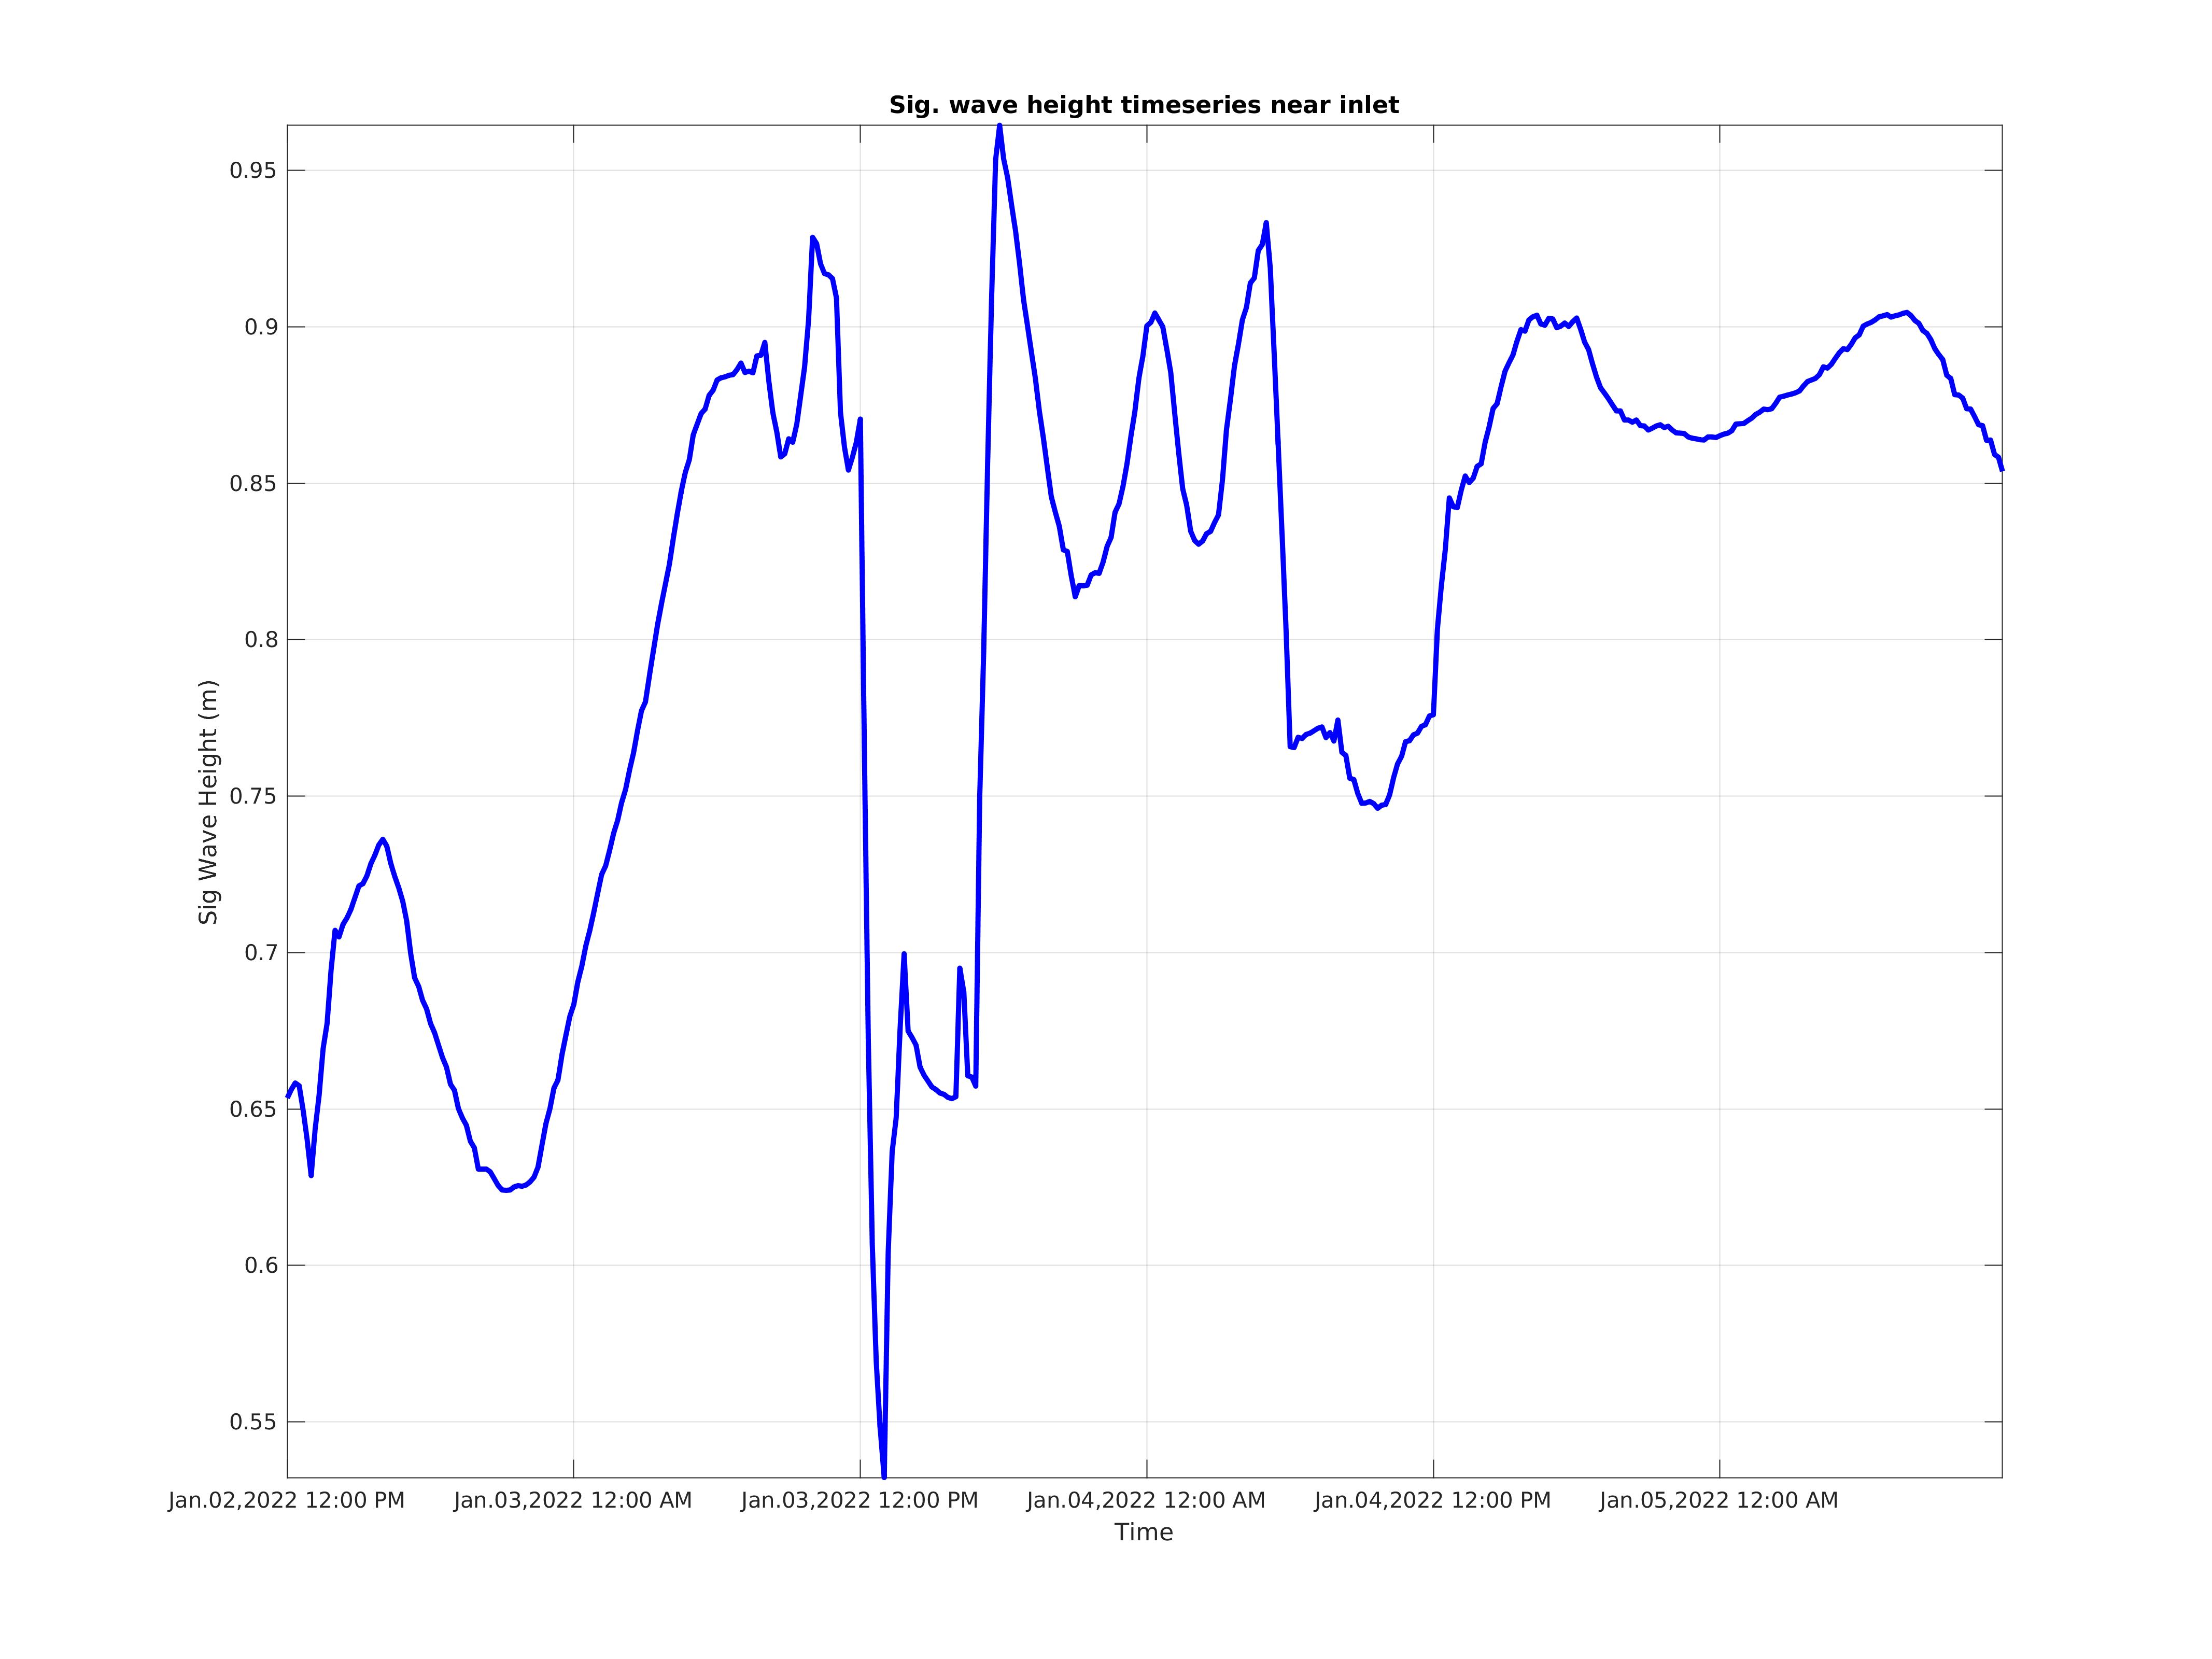 Sig. wave height timeseries near inlet
0.95
0.9
0.85
0.8
0.75
0.7
0.65
0.6
0.55
Sig Wave Height (m)
Jan.02,2022 12:00 PM
Jan.03,2022 12:00 AM
Jan.03,2022 12:00 PM
Jan.04,2022 12:00 AM
Jan.04,2022 12:00 PM
Jan.05,2022 12:00 AM
Time